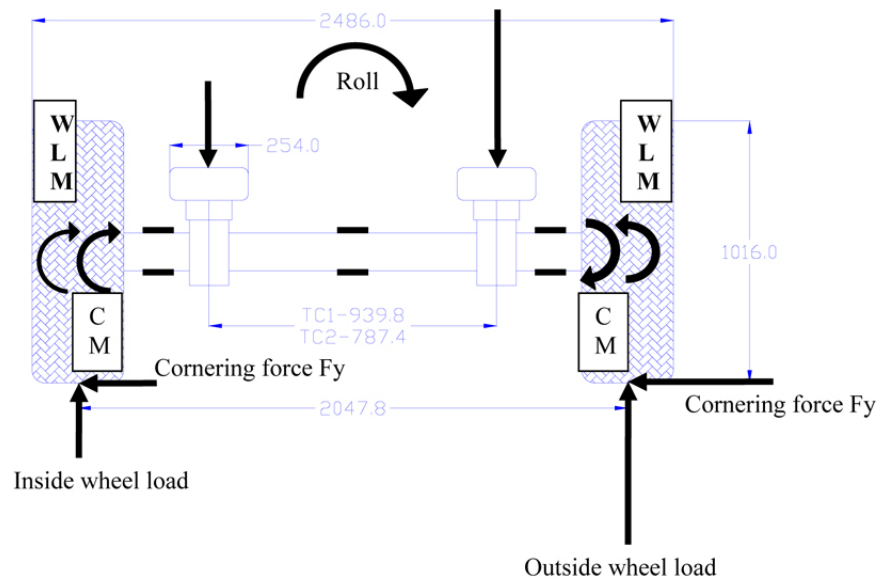 2486.0
Roll
254.0
W
L
M
W
L
M
1016.0
C
M
C
M
TC1-939.8
TC2-787.4
Cornering force Fy
2047.8
Cornering force Fy
Inside wheel load
Outside wheel load